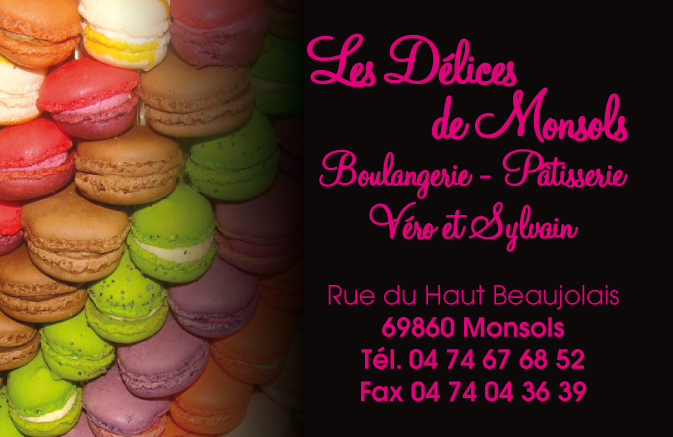 Les Délices
de Monsols
Boulangerie - Pâtisserie
Véro et Sylvain
Rue du Haut Beaujolais
69860 Monsols
Tél. 04 74 67 68 52
Fax 04 74 04 36 39